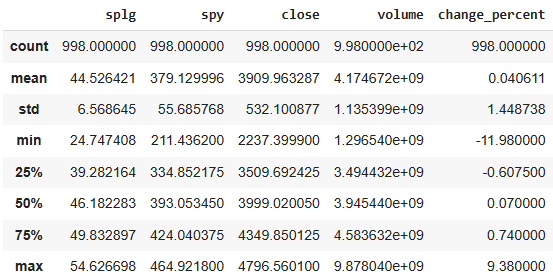 splg spy close volume change_percent
count 998.000000 998.000000 998.000000 9.980000e+02 998.000000
mean 44.526421 379.129996 3909.963287 4.174672e+09 0.040611
std 6.568645 55.685768 532.100877 1.135399e+09 1.448738
min 24.747408 211.436200 2237.399900 1.296540e+09 -11.980000
25% 39.282164 334.852175 3509.692425 3.494432e+09 -0.607500
50% 46.182283 393.053450 3999.020050 3.945440e+09 0.070000
75% 49.832897 424.040375 4349.850125 4.583632e+09 0.740000
max 54.626698 464.921800 4796.560100 9.878040e+09 9.380000